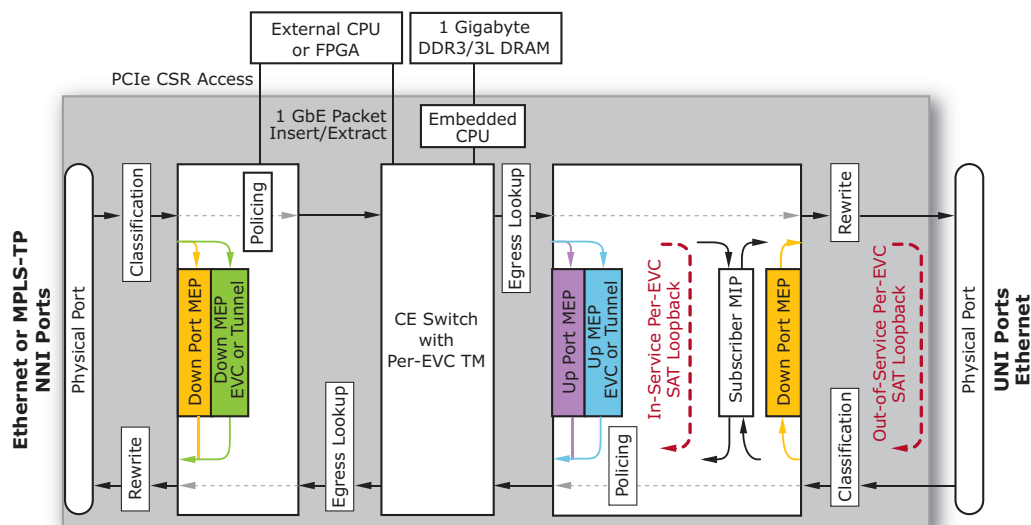 External CPU
or FPGA
1 Gigabyte
DDR3/3L DRAM
PCIe CSR Access
1 GbE Packet
Insert/Extract
Embedded
CPU
Ethernet or MPLS-TP
NNI Ports
Physical Port
Classification
Policing
Down Port MEP
Down MEP
EVC or Tunnel
Rewrite
Egress Lookup
CE Switch
with
Per-EVC TM
Egress Lookup
Up Port MEP
Up MEP
EVC or Tunnel
In-Service Per-EVC
SAT Loopback
Subscriber MIP
Down Port MEP
Policing
Rewrite
Classification
Out-of-Service Per-EVC
SAT Loopback
Physical Port
UNI Ports
Ethernet